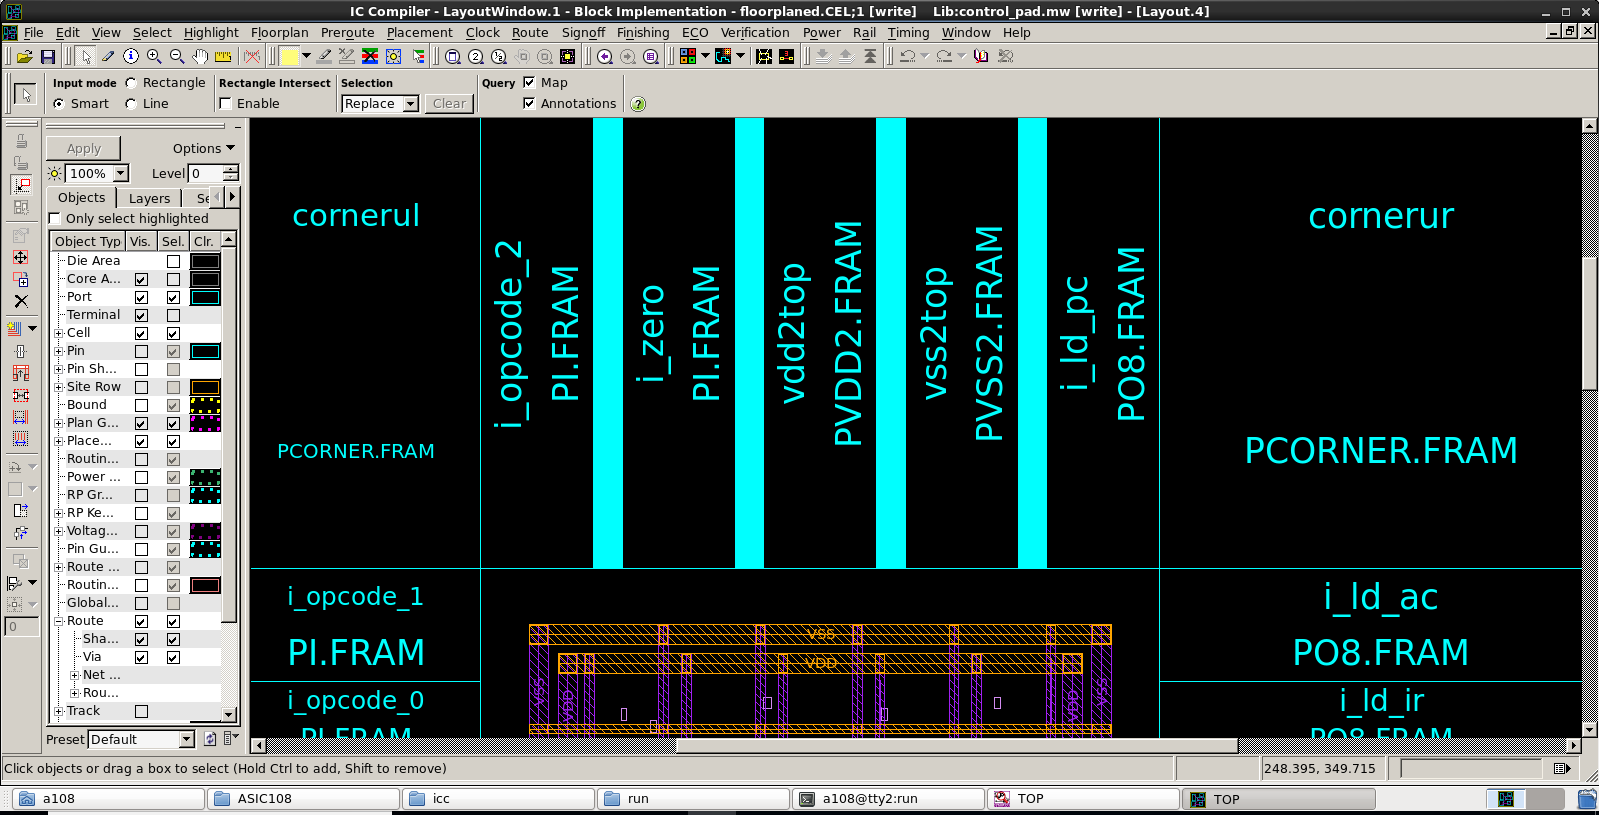 IC Compiler - LayoutWindow.1 - Block Implementation - floorplaned.CEL;1 [write]    Lib:control_pad.mw [write] - [Layout.4]
File Edit View Select Highlight Floorplan Preroute Placement Clock Route Signoff Finishing ECO Verification Power Rail Timing Window Help
Input mode Rectangle Rectangle Intersect Selection Query Map
Smart Line Enable Replace Clear Annotations
Apply Options
100% Level 0
Objects Layers Se
Only select highlighted
Object Typ Vis. Sel. Clr.
Die Area
Core A...
Port
Terminal
Cell
Pin
Pin Sh...
Site Row
Bound
Plan G...
Place...
Routin...
Power ...
RP Gr...
RP Ke...
Voltag...
Pin Gu...
Route ...
Routin...
Global...
Route
Sha...
Via
Net ...
Rou...
Track
Preset Default
0
cornerul
PCORNER.FRAM
i_opcode_2
PI.FRAM
i_zero
PI.FRAM
vdd2top
PVDD2.FRAM
vss2top
PVSS2.FRAM
i_ld_pc
PO8.FRAM
cornerur
PCORNER.FRAM
i_opcode_1
PI.FRAM
i_opcode_0
PI.FRAM
VSS
VDD
VSS
VDD
VDD
VSS
i_ld_ac
PO8.FRAM
i_ld_ir
PO8.FRAM
Click objects or drag a box to select (Hold Ctrl to add, Shift to remove)
248.395, 349.715
a108 ASIC108 icc run a108@tty2:run TOP TOP